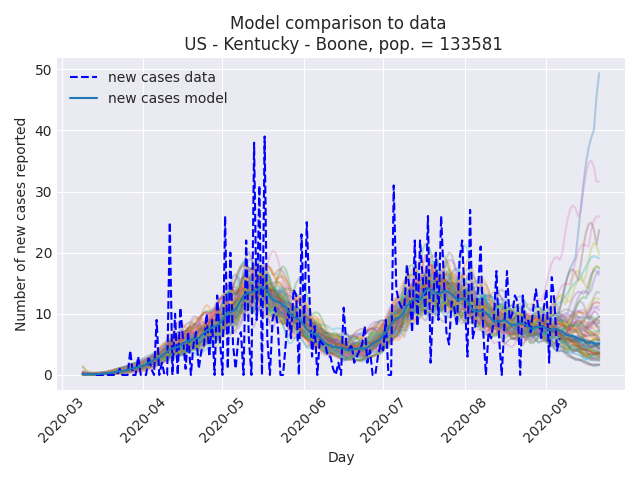 Model comparison to data
US - Kentucky - Boone, pop. = 133581
new cases data
new cases model
Number of new cases reported
50
40
30
20
10
0
2020-03
2020-04
2020-05
2020-06
2020-07
2020-08
2020-09
Day